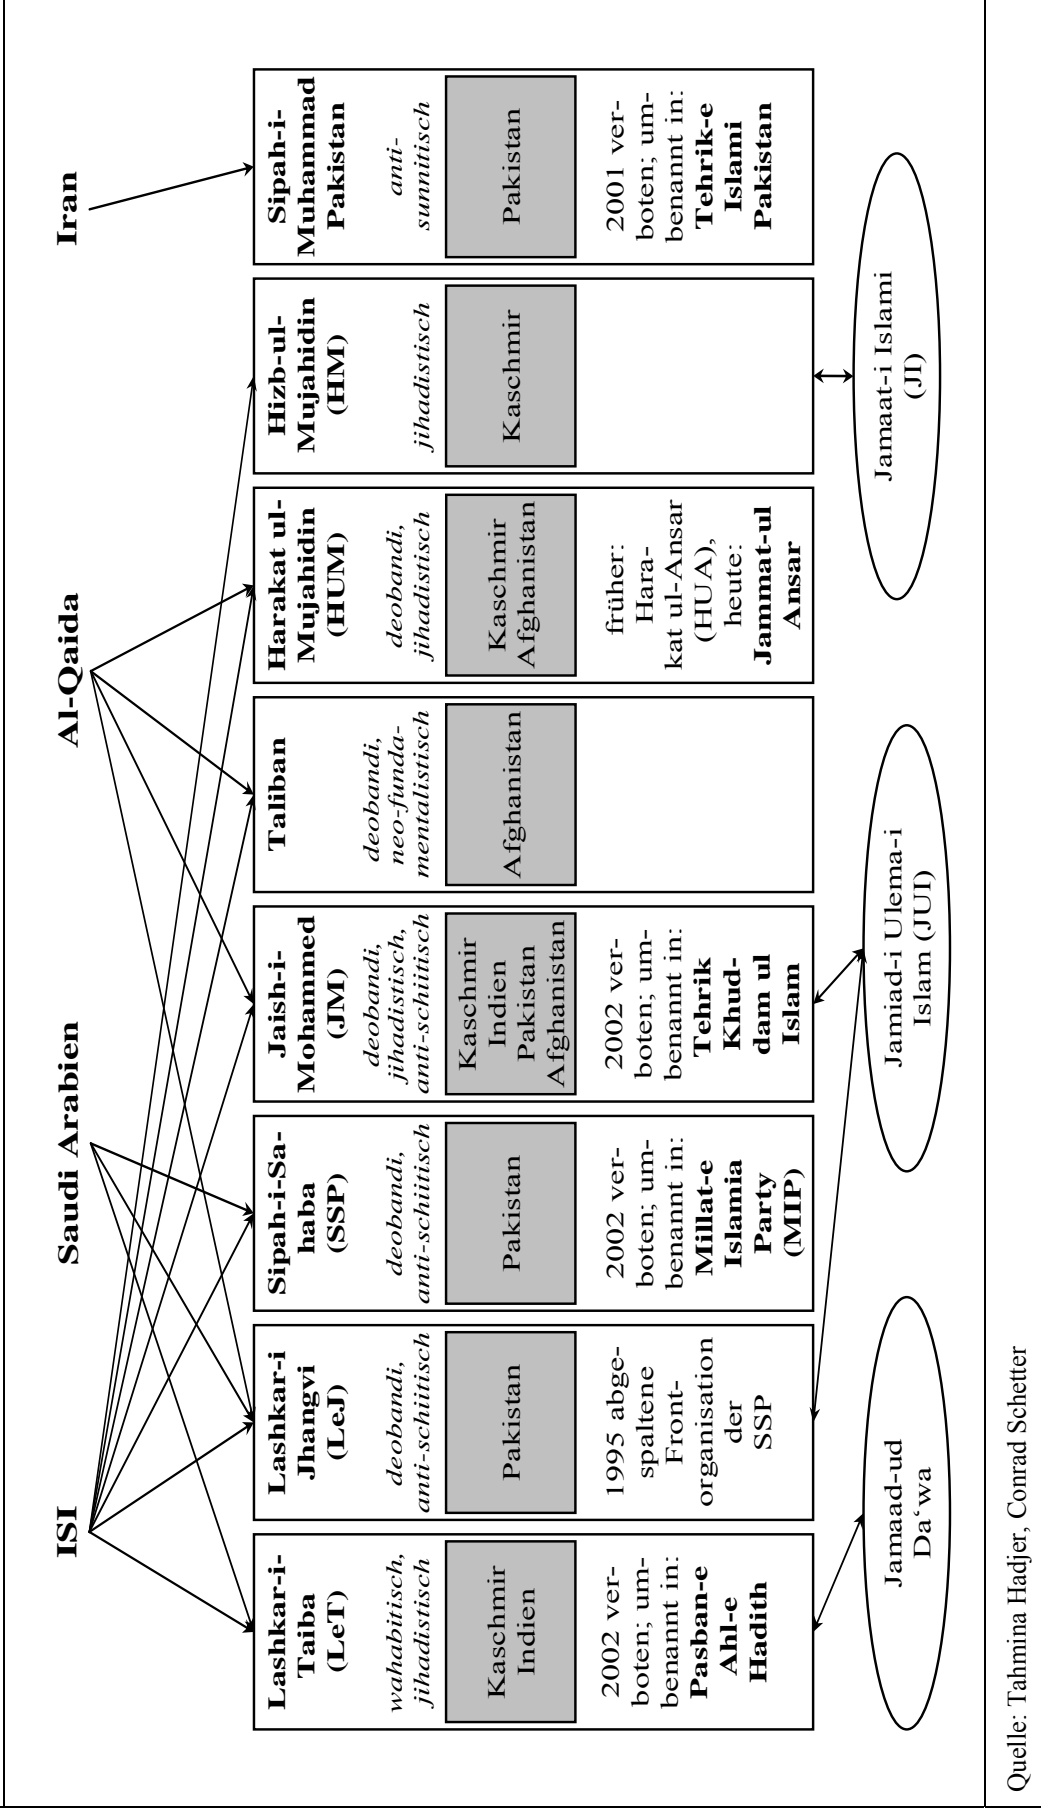 ISI
Saudi Arabien
Al-Qaida
Iran
Lashkar-i-
Taiba
(LeT)
wahabitisch,
jihadistisch
Kaschmir
Indien
2002 ver-
boten; um-
benannt in:
Pasban-e
Ahl-e
Hadith
Lashkar-i
Jhangvi
(LeJ)
deobandi,
anti-schiitisch
Pakistan
1995 abge-
spaltene
Front-
organisation
der
SSP
Sipah-i-Sa-
haba
(SSP)
deobandi,
anti-schiitisch
Pakistan
2002 ver-
boten; um-
benannt in:
Millat-e
Islamia
Party
(MIP)
Jaish-i-
Mohammed
(JM)
deobandi,
jihadistisch,
anti-schiitisch
Kaschmir
Indien
Pakistan
Afghanistan
2002 ver-
boten; um-
benannt in:
Tehrik
Khud-
dam ul
Islam
Taliban
deobandi,
neo-funda-
mentalistisch
Afghanistan
Harakat ul-
Mujahidin
(HUM)
deobandi,
jihadistisch
Kaschmir
Afghanistan
früher:
Hara-
kat ul-Ansar
(HUA),
heute:
Jammat-ul
Ansar
Hizb-ul-
Mujahidin
(HM)
jihadistisch
Kaschmir
Sipah-i-
Muhammad
Pakistan
anti-
sunnitisch
Pakistan
2001 ver-
boten; um-
benannt in:
Tehrik-e
Islami
Pakistan
Jamaad-ud
Da‘wa
Jamiad-i Ulema-i
Islam (JUI)
Jamaat-i Islami
(JI)
Quelle: Tahmina Hadjer, Conrad Schetter